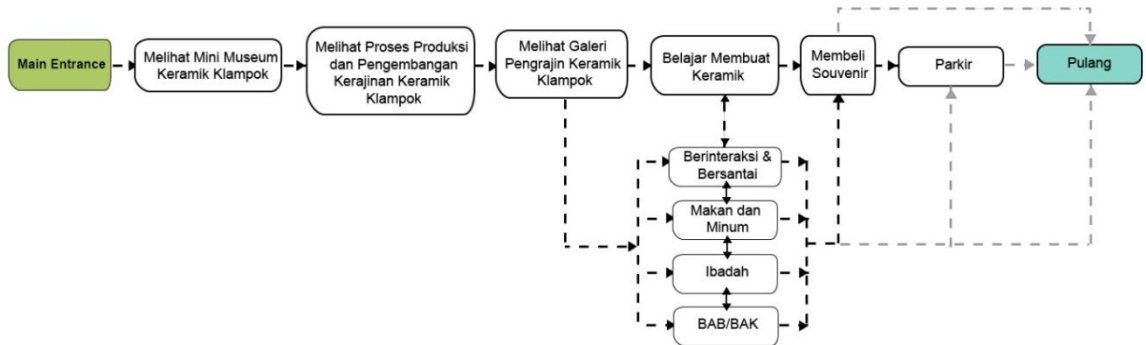 Main Entrance
Melihat Mini Museum
Keramik Klampok
Melihat Proses Produksi
dan Pengembangan
Kerajinan Keramik
Klampok
Melihat Galeri
Pengrajin Keramik
Klampok
Belajar Membuat
Keramik
Membeli
Souvenir
Parkir
Pulang
Berinteraksi &
Bersantai
Makan dan
Minum
Ibadah
BAB/BAK